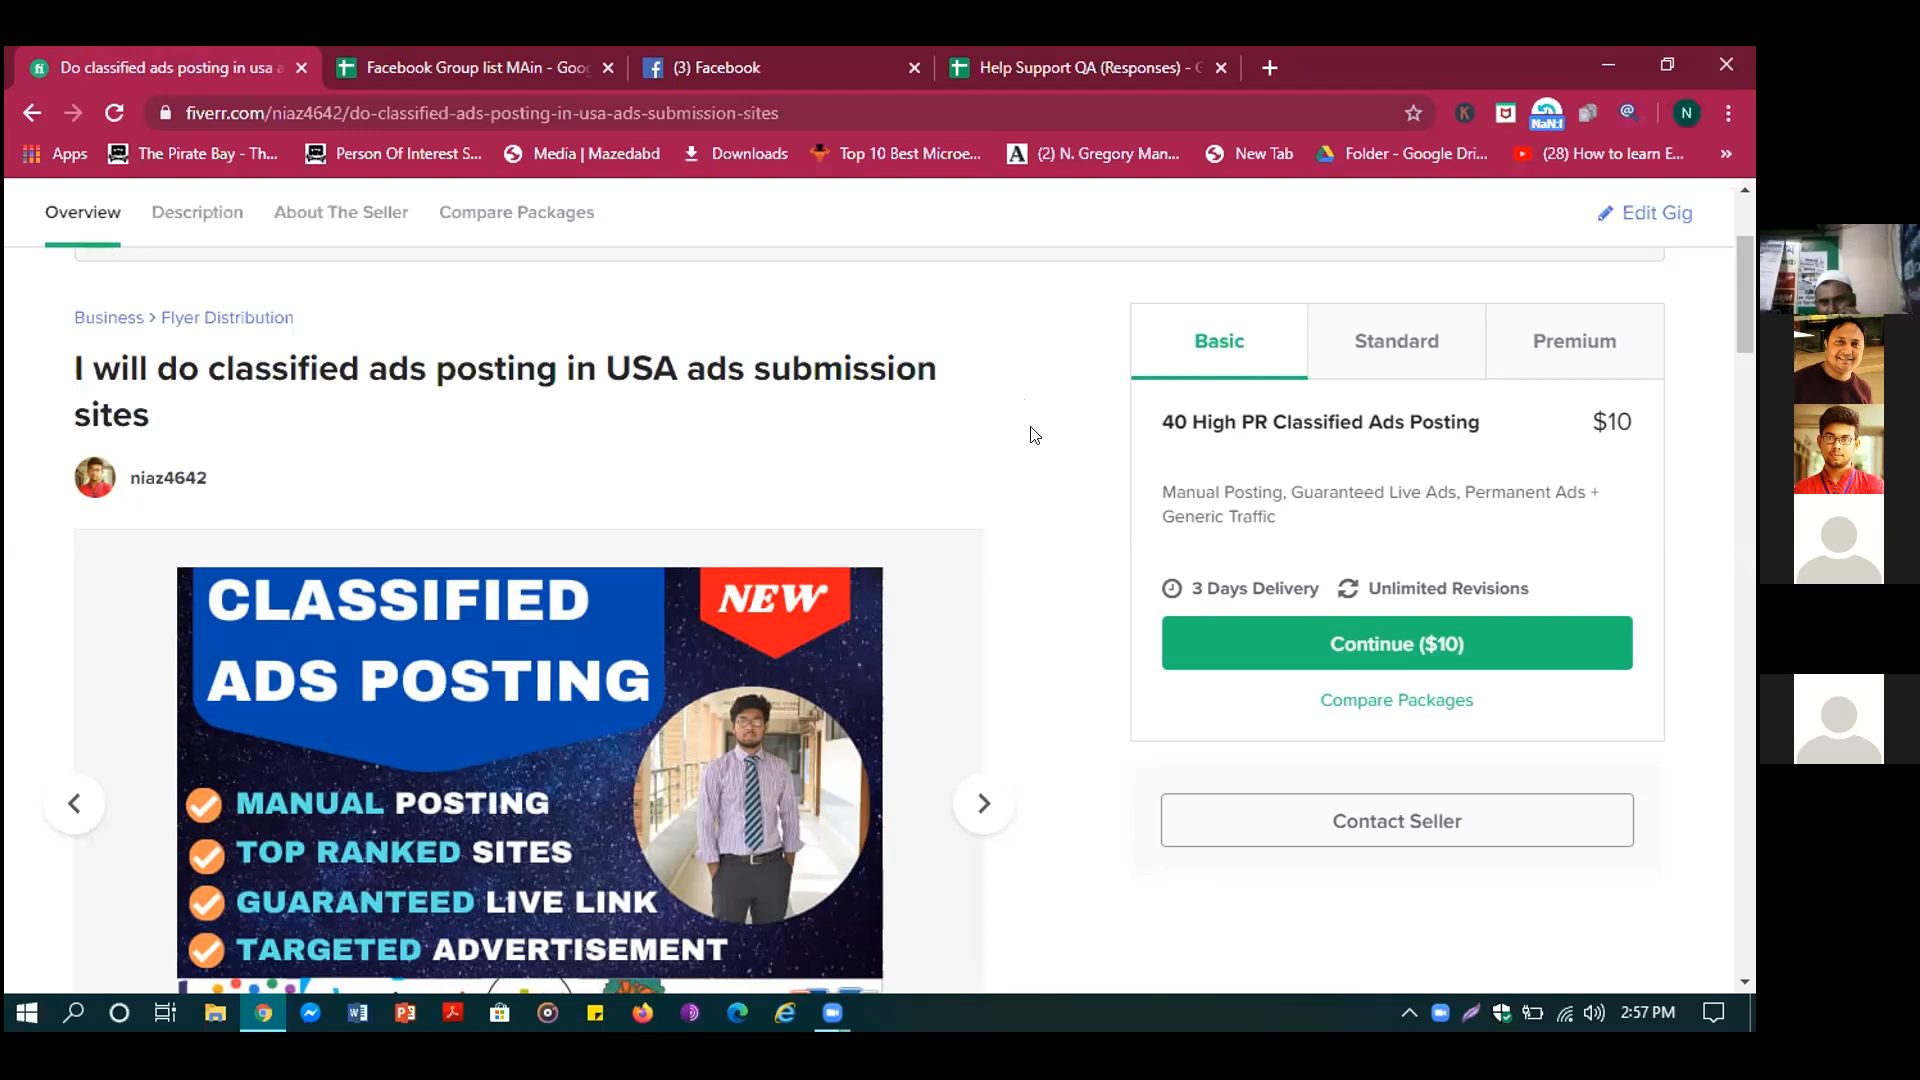 Do classified ads posting in usa a
Facebook Group list MAin - Goo
(3) Facebook
Help Support QA (Responses) - G
fiverr.com/niaz4642/do-classified-ads-posting-in-usa-ads-submission-sites
K
NaN:I
N
Apps
The Pirate Bay - Th...
Person Of Interest S...
Media | Mazedabd
Downloads
Top 10 Best Microe...
A
(2) N. Gregory Man...
New Tab
Folder - Google Dri...
(28) How to learn E...
Overview
Description
About The Seller
Compare Packages
Edit Gig
Business > Flyer Distribution
I will do classified ads posting in USA ads submission
sites
niaz4642
CLASSIFIED
ADS POSTING
NEW
MANUAL POSTING
TOP RANKED SITES
GUARANTEED LIVE LINK
TARGETED ADVERTISEMENT
Basic
Standard
Premium
40 High PR Classified Ads Posting
$10
Manual Posting, Guaranteed Live Ads, Permanent Ads +
Generic Traffic
3 Days Delivery
Unlimited Revisions
Continue ($10)
Compare Packages
Contact Seller
2:57 PM